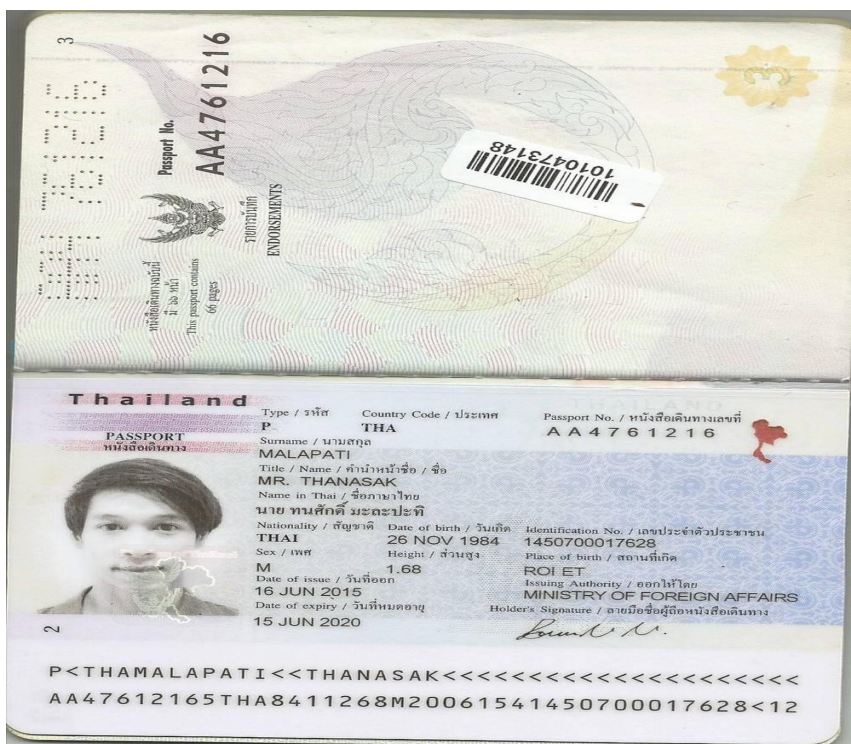 3
AA4761216
Passport No.
AA4761216
หนังสือเดินทางฉบับนี้
มี ๖๖ หน้า
This passport contains
66 pages
รายการบันทึก
ENDORSEMENTS
1010473148
3
Thailand
PASSPORT
หนังสือเดินทาง
Type / รหัส Country Code / ประเทศ Passport No. / หนังสือเดินทางเลขที่
P THA AA4761216
Surname / นามสกุล
MALAPATI
Title / Name / คำนำหน้าชื่อ / ชื่อ
MR. THANASAK
Name in Thai / ชื่อภาษาไทย
นาย ทนศักดิ์ มะละปะทิ
Nationality / สัญชาติ Date of birth / วันเกิด Identification No. / เลขประจำตัวประชาชน
THAI 26 NOV 1984 1450700017628
Sex / เพศ Height / ส่วนสูง Place of birth / สถานที่เกิด
M 1.68 ROI ET
Date of issue / วันที่ออก Issuing Authority / ออกให้โดย
16 JUN 2015 MINISTRY OF FOREIGN AFFAIRS
Date of expiry / วันที่หมดอายุ Holder's Signature / ลายมือชื่อผู้ถือหนังสือเดินทาง
15 JUN 2020
2
P<THAMALAPATI<<THANASAK<<<<<<<<<<<<<<<<<<<<<
AA47612165THA8411268M20061541450700017628<12